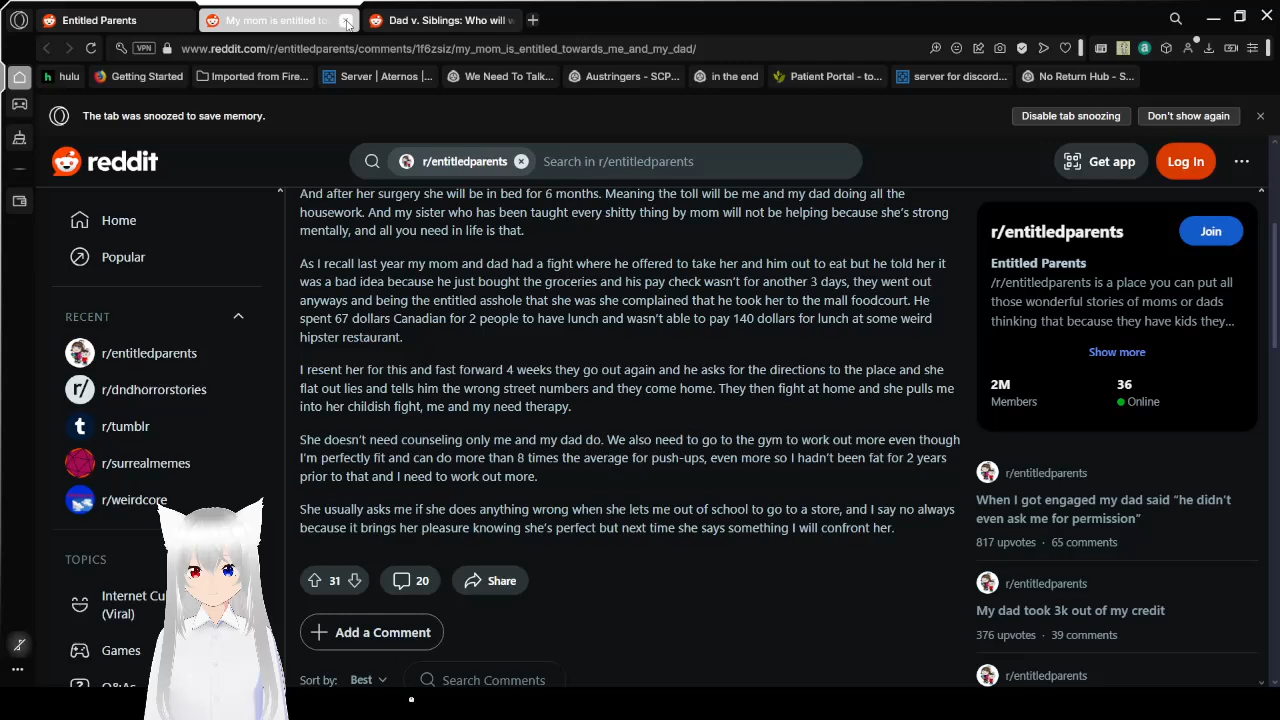 Entitled Parents
My mom is entitled to
Dad v. Siblings: Who will w
VPN
www.reddit.com/r/entitledparents/comments/1f6zsiz/my_mom_is_entitled_towards_me_and_my_dad/
hulu
Getting Started
Imported from Fire...
Server | Aternos |...
We Need To Talk...
Austringers - SCP...
in the end
Patient Portal - to...
server for discord...
No Return Hub - S...
The tab was snoozed to save memory.
Disable tab snoozing
Don't show again
reddit
r/entitledparents
Search in r/entitledparents
Get app
Log In
Home
Popular
RECENT
r/entitledparents
r/dndhorrorstories
r/tumblr
r/surrealmemes
r/weirdcore
TOPICS
Internet Cu
(Viral)
Games
And after her surgery she will be in bed for 6 months. Meaning the toll will be me and my dad doing all the
housework. And my sister who has been taught every shitty thing by mom will not be helping because she's strong
mentally, and all you need in life is that.
As I recall last year my mom and dad had a fight where he offered to take her and him out to eat but he told her it
was a bad idea because he just bought the groceries and his pay check wasn't for another 3 days, they went out
anyways and being the entitled asshole that she was she complained that he took her to the mall foodcourt. He
spent 67 dollars Canadian for 2 people to have lunch and wasn't able to pay 140 dollars for lunch at some weird
hipster restaurant.
I resent her for this and fast forward 4 weeks they go out again and he asks for the directions to the place and she
flat out lies and tells him the wrong street numbers and they come home. They then fight at home and she pulls me
into her childish fight, me and my need therapy.
She doesn't need counseling only me and my dad do. We also need to go to the gym to work out more even though
I'm perfectly fit and can do more than 8 times the average for push-ups, even more so I hadn't been fat for 2 years
prior to that and I need to work out more.
She usually asks me if she does anything wrong when she lets me out of school to go to a store, and I say no always
because it brings her pleasure knowing she's perfect but next time she says something I will confront her.
31
20
Share
Add a Comment
Sort by:
Best
Search Comments
r/entitledparents
Join
Entitled Parents
/r/entitledparents is a place you can put all
those wonderful stories of moms or dads
thinking that because they have kids they...
Show more
2M
36
Members
Online
r/entitledparents
When I got engaged my dad said "he didn't
even ask me for permission"
817 upvotes · 65 comments
r/entitledparents
My dad took 3k out of my credit
376 upvotes · 39 comments
r/entitledparents